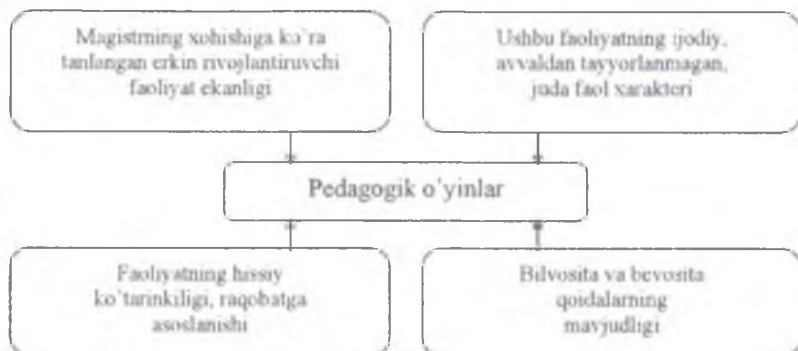 Magistrning xohishiga ko`ra
tanlangan erkin rivojlantiruvchi
faoliyat ekanligi
Ushbu faoliyatning ijodiy,
avvaldan tayyorlanmagan,
juda faol xarakteri
Pedagogik o`yinlar
Faoliyatning hissiy
ko`tarinkiligi, raqobatga
asoslanishi
Bilvosita va bevosita
qoidalarning
mavjudligi